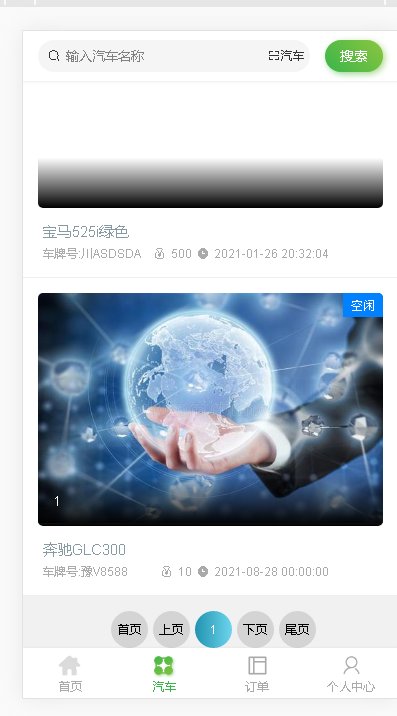 输入汽车名称 汽车 搜索
宝马525l绿色
车牌号:川ASDSDA 500 2021-01-26 20:32:04
空闲
1
奔驰GLC300
车牌号:豫V8588 10 2021-08-28 00:00:00
首页 上页 1 下页 尾页
首页 汽车 订单 个人中心